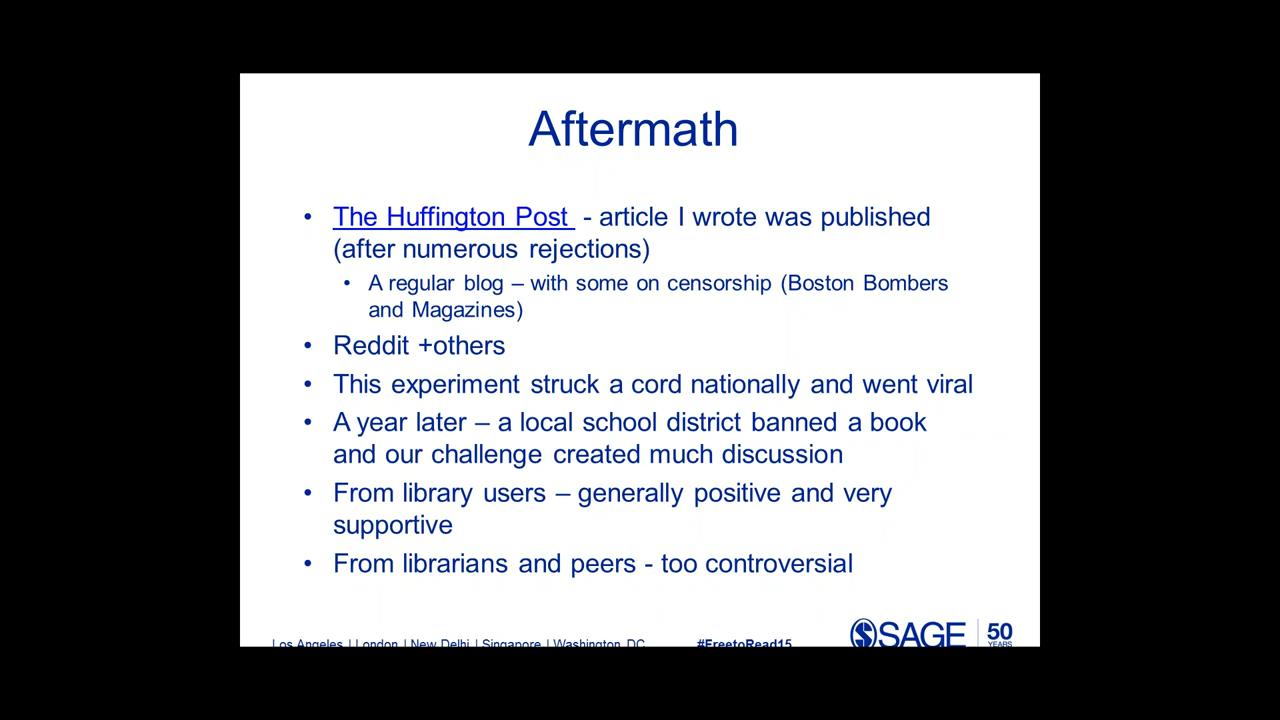 Aftermath
• The Huffington Post - article I wrote was published
(after numerous rejections)
• A regular blog – with some on censorship (Boston Bombers
and Magazines)
• Reddit +others
• This experiment struck a cord nationally and went viral
• A year later – a local school district banned a book
and our challenge created much discussion
• From library users – generally positive and very
supportive
• From librarians and peers - too controversial
Los Angeles | London | New Delhi | Singapore | Washington DC #FreetoRead15 SAGE 50
YEARS